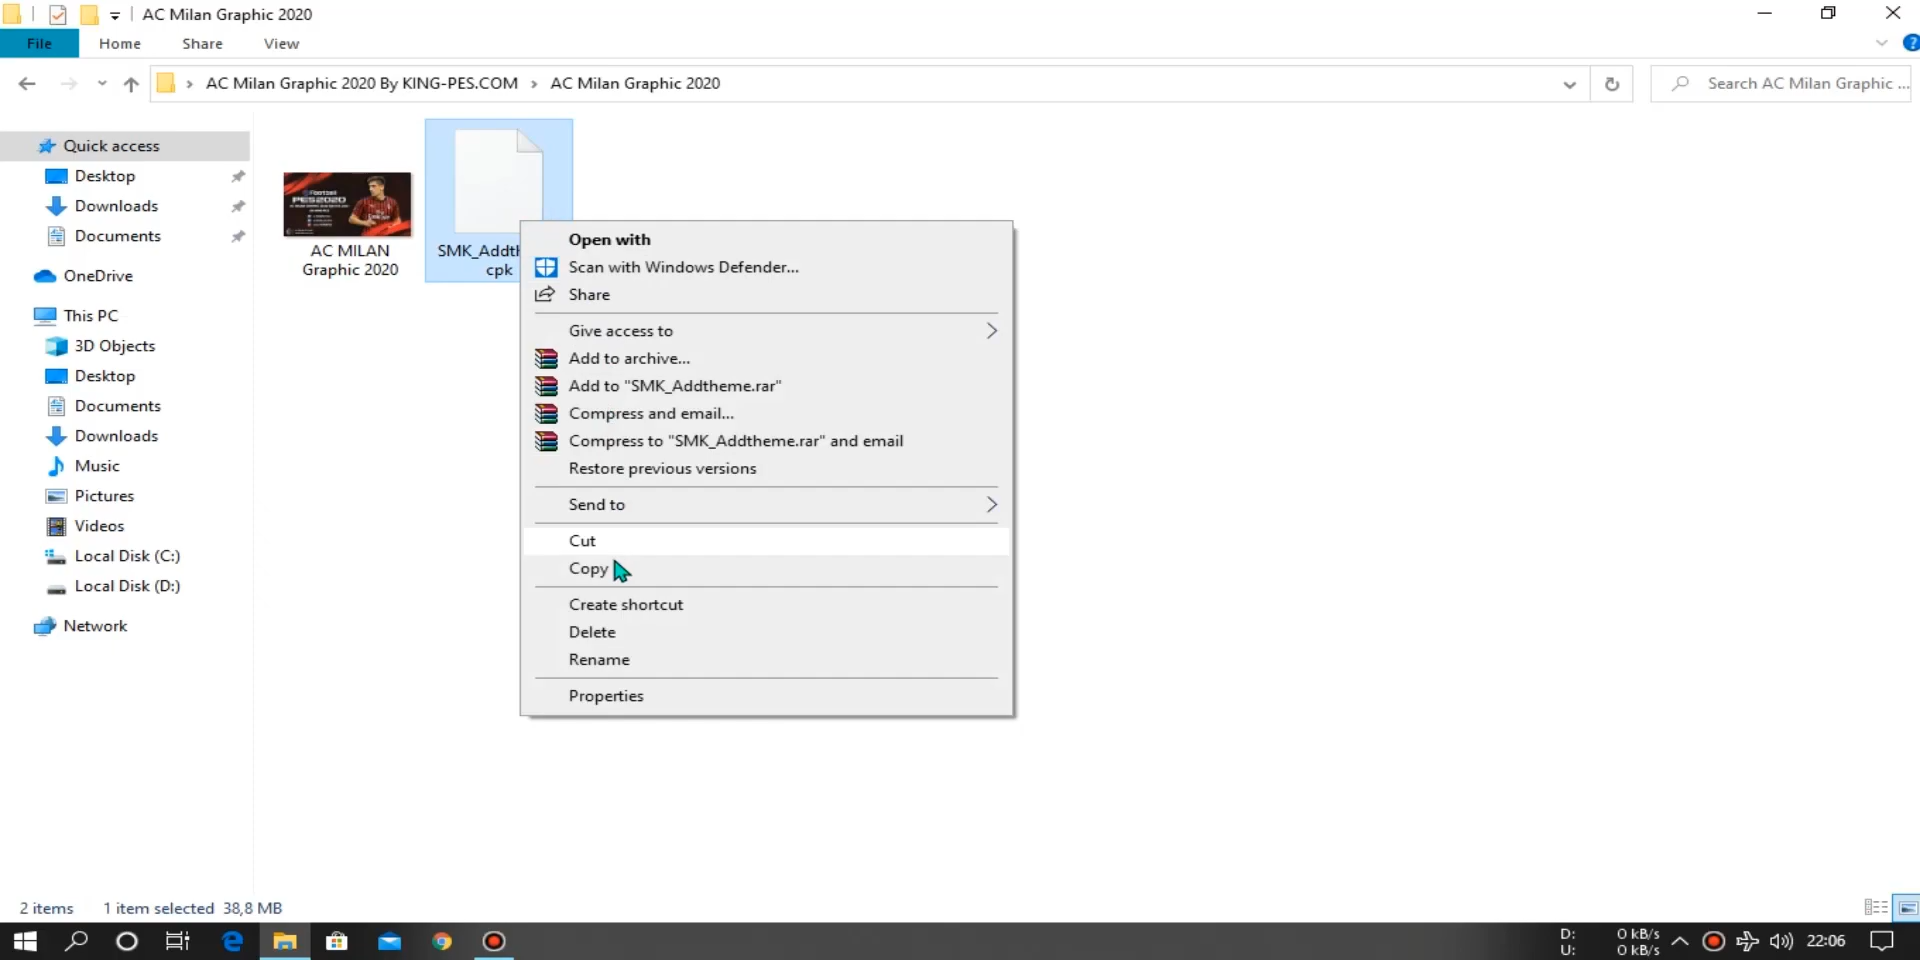 AC Milan Graphic 2020
File Home Share View
AC Milan Graphic 2020 By KING-PES.COM › AC Milan Graphic 2020
Search AC Milan Graphic ...
Quick access
Desktop
Downloads
Documents
OneDrive
This PC
3D Objects
Desktop
Documents
Downloads
Music
Pictures
Videos
Local Disk (C:)
Local Disk (D:)
Network
PES2020
AC MILAN
Graphic 2020
SMK_Addth
cpk
Open with
Scan with Windows Defender...
Share
Give access to
Add to archive...
Add to "SMK_Addtheme.rar"
Compress and email...
Compress to "SMK_Addtheme.rar" and email
Restore previous versions
Send to
Cut
Copy
Create shortcut
Delete
Rename
Properties
2 items 1 item selected 38,8 MB
D: 0 kB/s
U: 0 kB/s
22:06